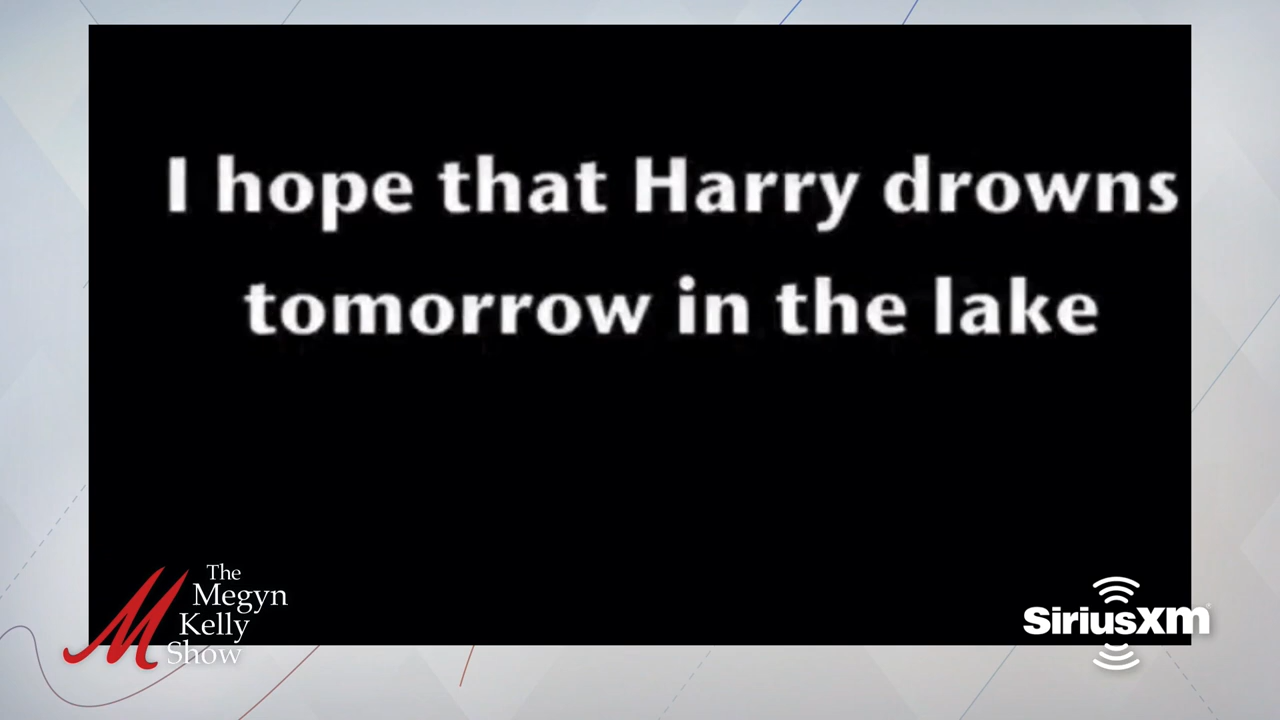 I hope that Harry drowns
tomorrow in the lake
The
Megyn
Kelly
Show
SiriusXM